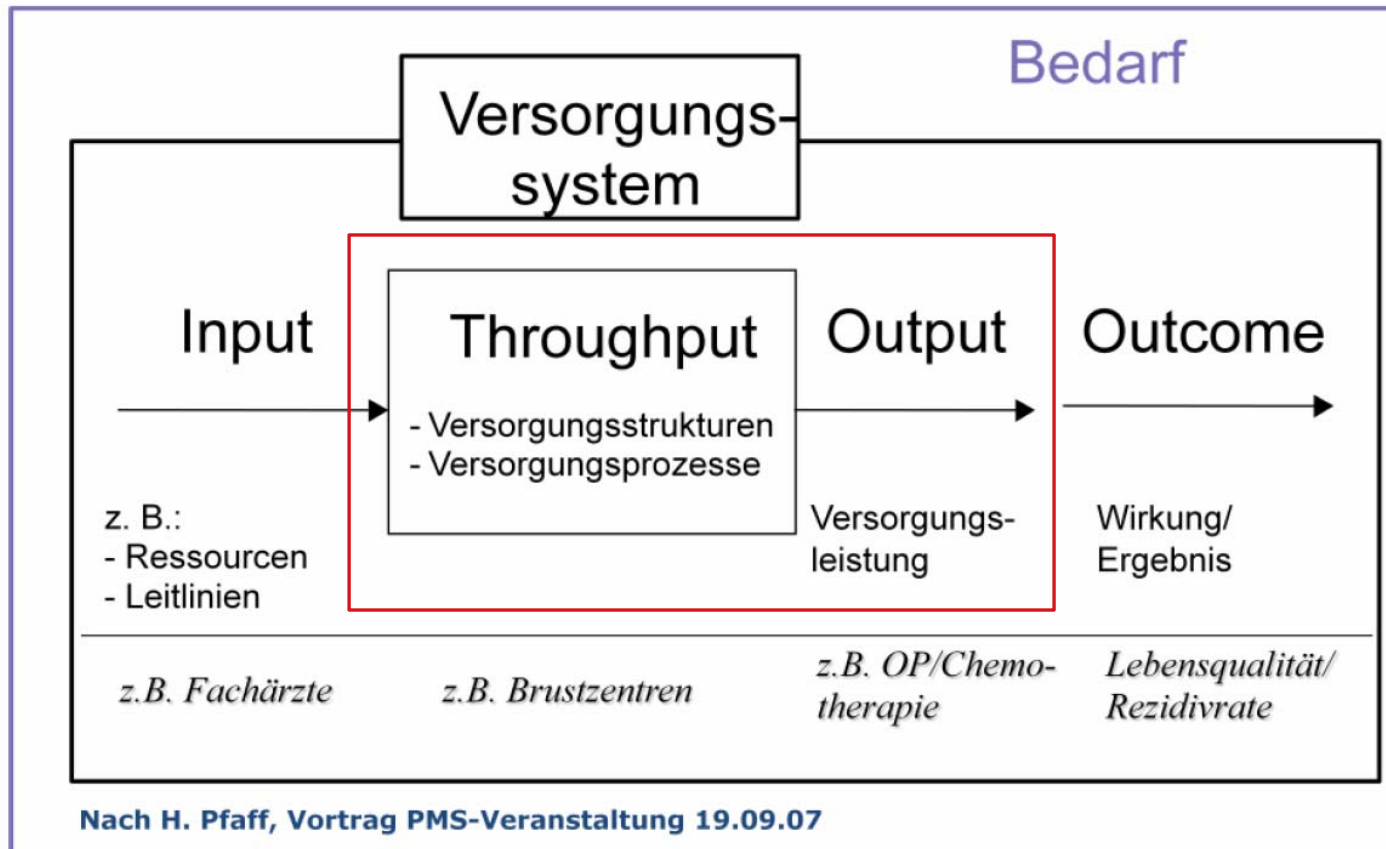 Bedarf
Versorgungs-
system
Input
Throughput
- Versorgungsstrukturen
- Versorgungsprozesse
Output
Outcome
z. B.:
- Ressourcen
- Leitlinien
Versorgungs-
leistung
Wirkung/
Ergebnis
z.B. Fachärzte
z.B. Brustzentren
z.B. OP/Chemo-
therapie
Lebensqualität/
Rezidivrate
Nach H. Pfaff, Vortrag PMS-Veranstaltung 19.09.07